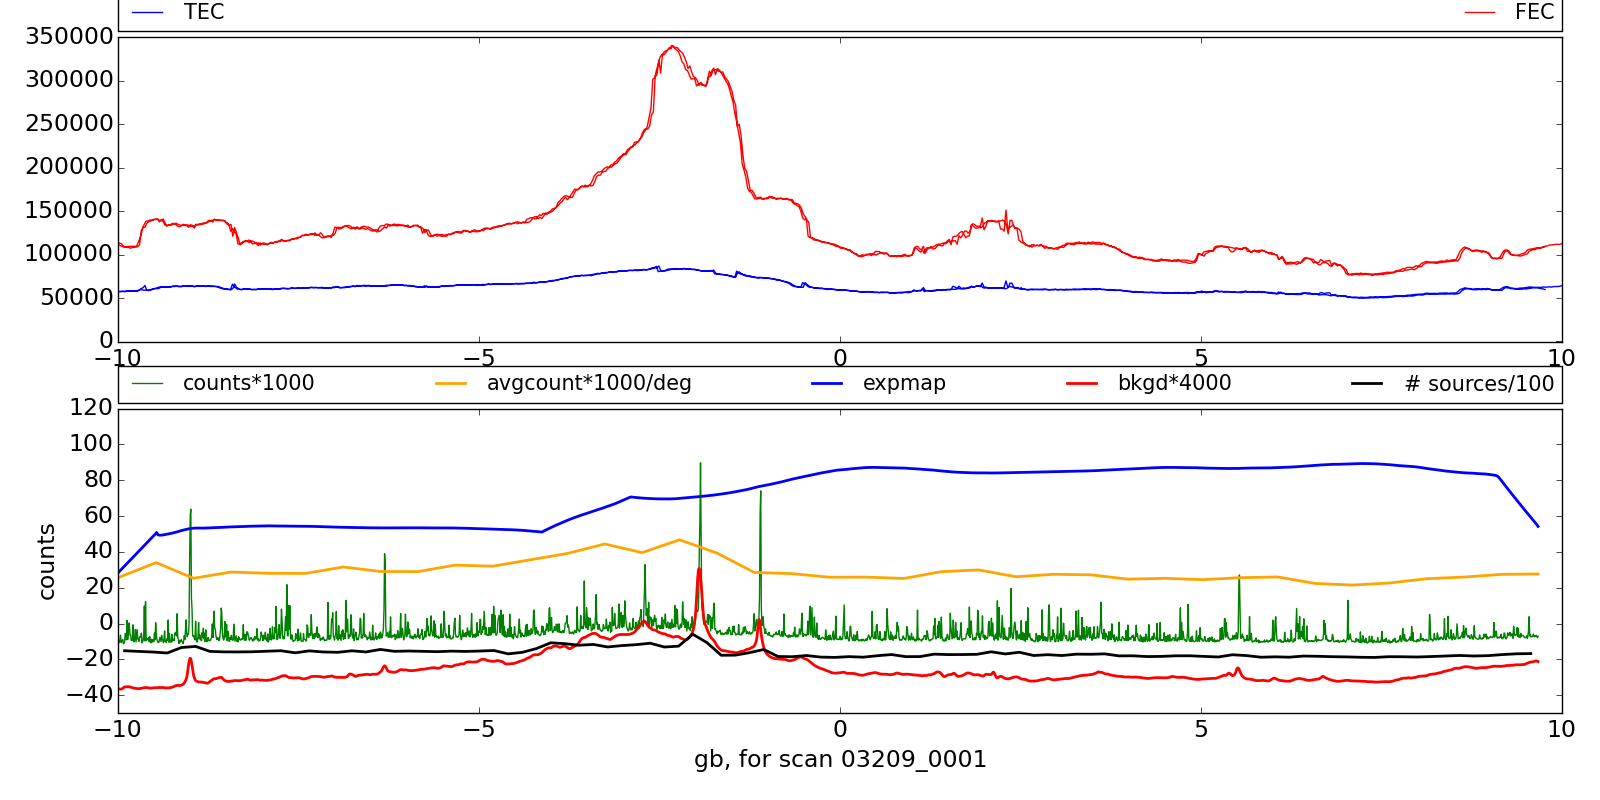 TEC FEC
350000
300000
250000
200000
150000
100000
50000
0
−10 −5 0 5 10
counts*1000 avgcount*1000/deg expmap bkgd*4000 # sources/100
120
100
80
60
40
20
0
−20
−40
counts
−10 −5 0 5 10
gb, for scan 03209_0001